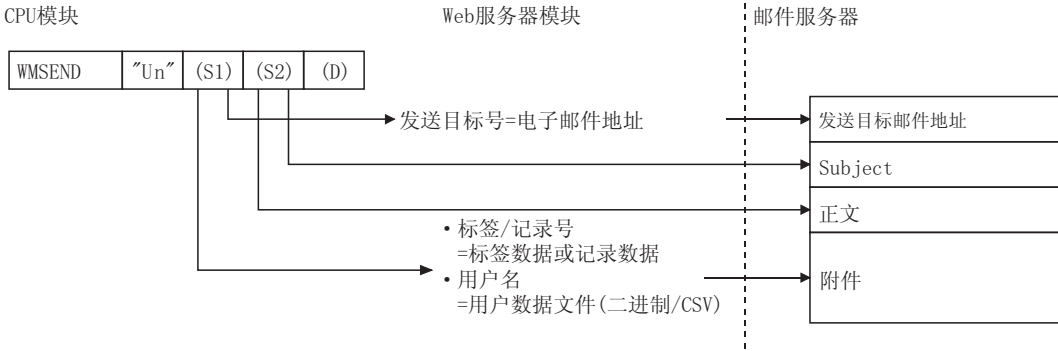 CPU模块 Web服务器模块 邮件服务器
WMSEND "Un" (S1) (S2) (D)
发送目标号=电子邮件地址
发送目标邮件地址
Subject
正文
•标签/记录号
=标签数据或记录数据
•用户名
=用户数据文件(二进制/CSV)
附件